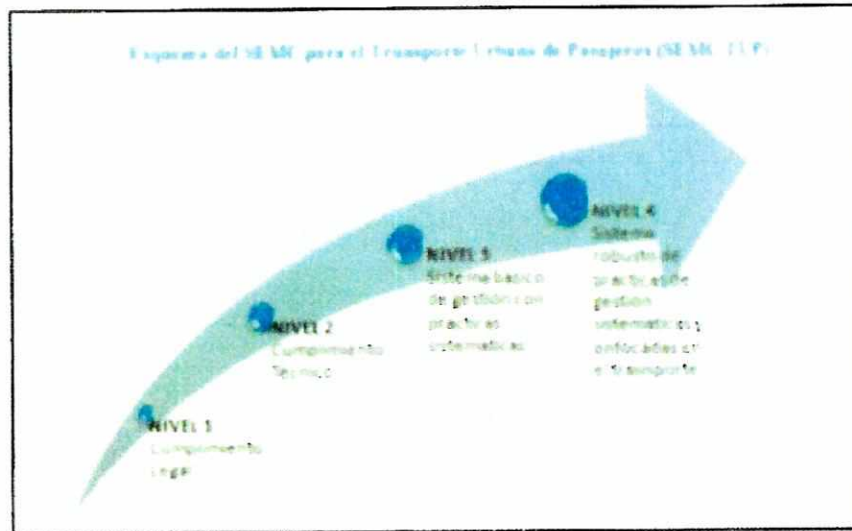 Esquema del SEMC para el Transporte Urbano de Pasajeros (SEMC TUP)
NIVEL 1
Cumplimiento
Legal
NIVEL 2
Cumplimiento
Técnico
NIVEL 3
Sistema básico
de gestión con
prácticas
sistemáticas
NIVEL 4
Sistema
robusto de
prácticas de
gestión
sistemáticas y
enfocadas en
el transporte